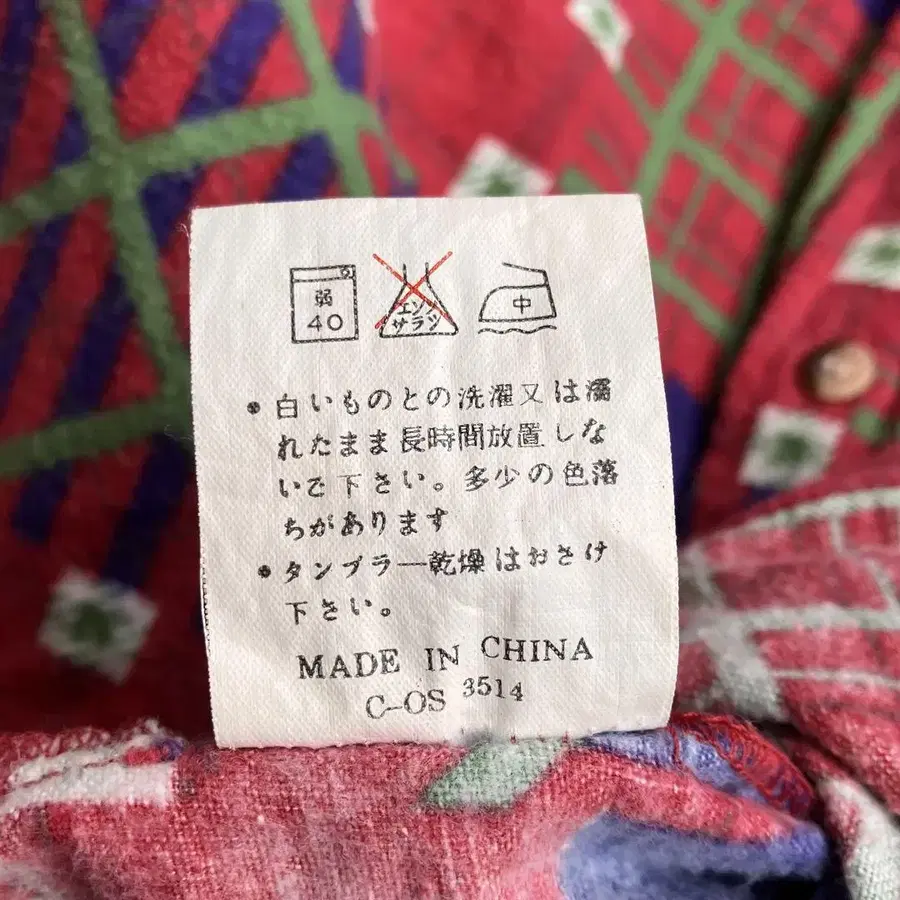 弱
40
エンソ
サラシ
中
• 白いものとの洗濯又は濡
れたまま長時間放置しな
いで下さい。多少の色落
ちがあります
• タンブラー乾燥はおさけ
下さい。
MADE IN CHINA
C-OS 3514